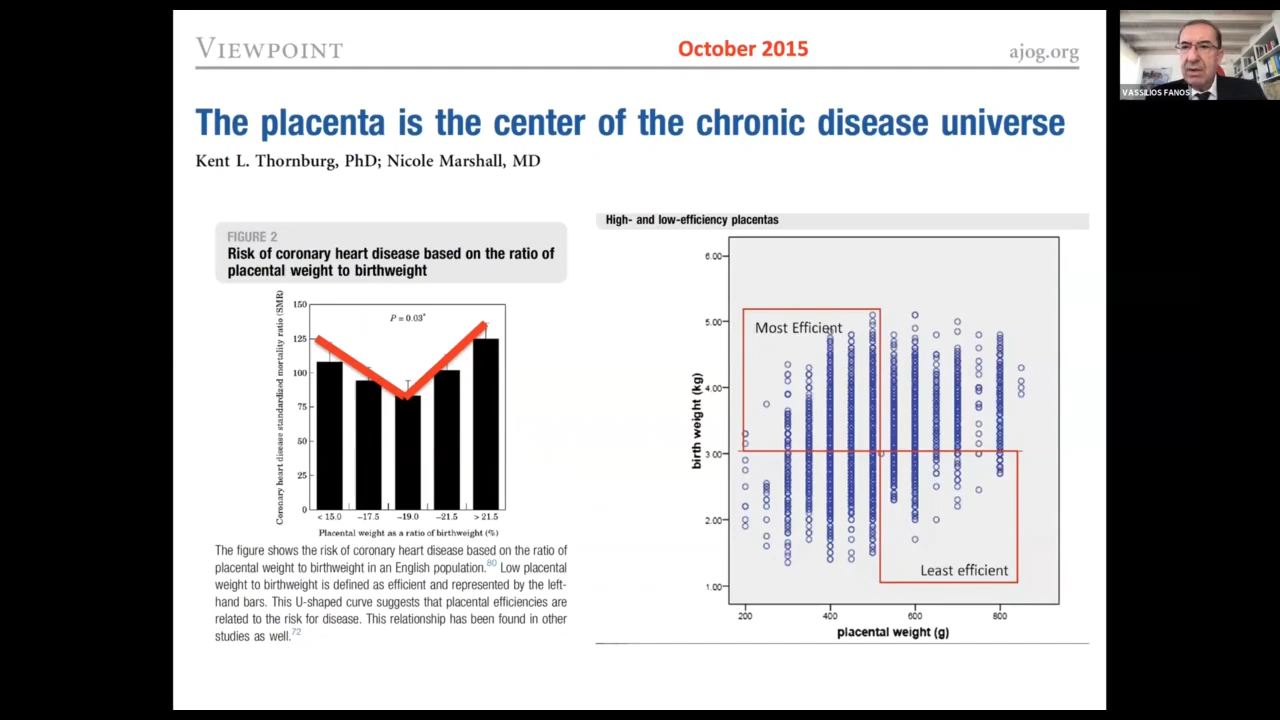 VIEWPOINT
October 2015
ajog.org
The placenta is the center of the chronic disease universe
Kent L. Thornburg, PhD; Nicole Marshall, MD
FIGURE 2
Risk of coronary heart disease based on the ratio of
placental weight to birthweight
Coronary heart disease standardized mortality ratio (SMR)
150
125
100
75
50
25
0
P = 0.03*
< 15.0 –17.5 –19.0 –21.5 > 21.5
Placental weight as a ratio of birthweight (%)
The figure shows the risk of coronary heart disease based on the ratio of
placental weight to birthweight in an English population.80 Low placental
weight to birthweight is defined as efficient and represented by the left-
hand bars. This U-shaped curve suggests that placental efficiencies are
related to the risk for disease. This relationship has been found in other
studies as well.72
High- and low-efficiency placentas
birth weight (kg)
6.00
5.00
4.00
3.00
2.00
1.00
Most Efficient
Least efficient
200 400 600 800
placental weight (g)
VASSILIOS FANOS